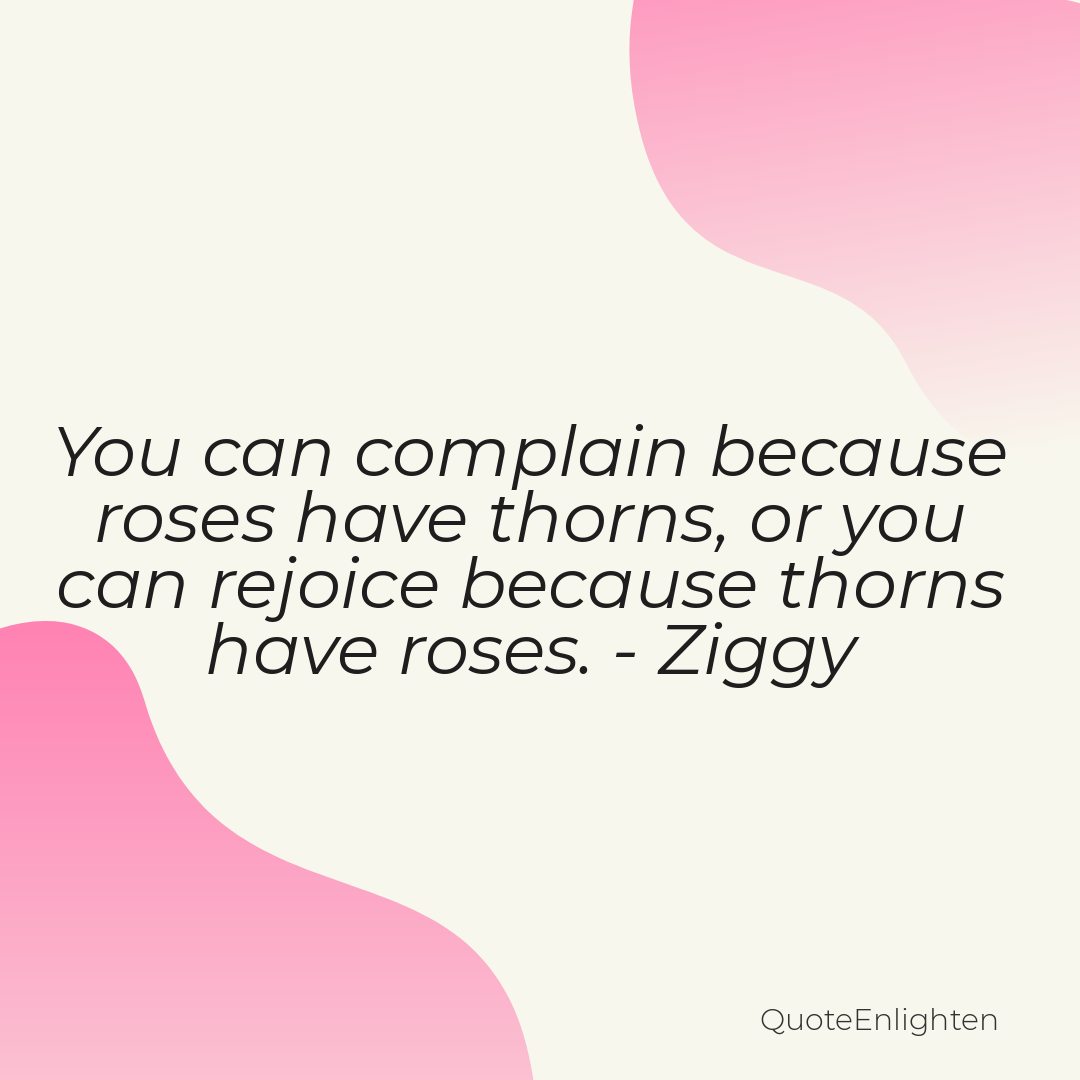 You can complain because
roses have thorns, or you
can rejoice because thorns
have roses. - Ziggy
QuoteEnlighten